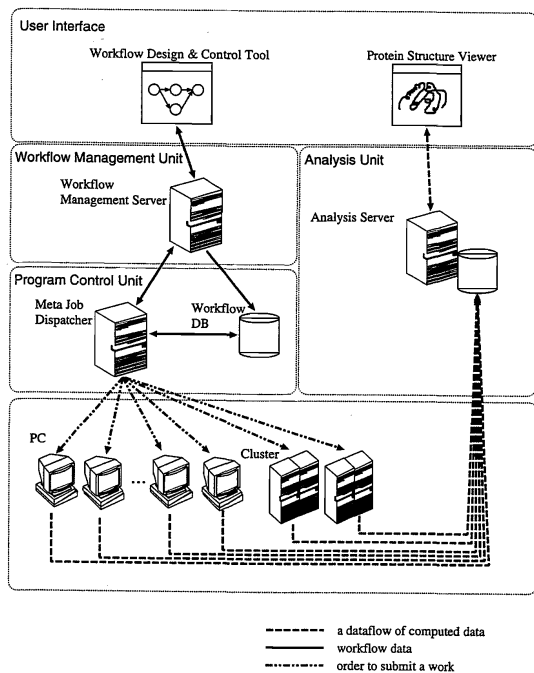 User Interface
Workflow Design & Control Tool
Protein Structure Viewer
Workflow Management Unit
Workflow
Management Server
Analysis Unit
Analysis Server
Program Control Unit
Meta Job
Dispatcher
Workflow
DB
PC
Cluster
...
a dataflow of computed data
workflow data
order to submit a work